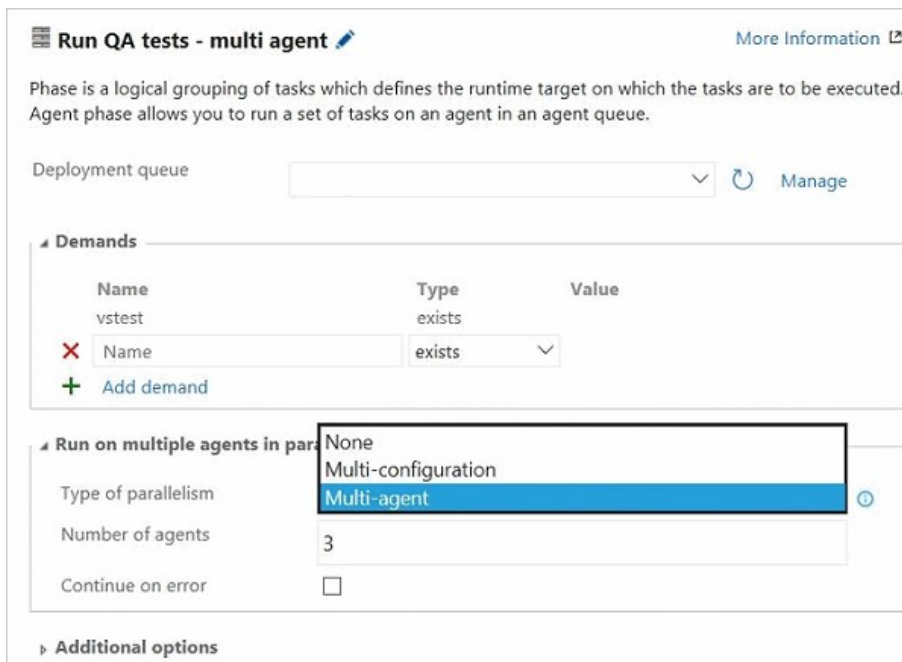 Run QA tests - multi agent
More Information
Phase is a logical grouping of tasks which defines the runtime target on which the tasks are to be executed.
Agent phase allows you to run a set of tasks on an agent in an agent queue.
Deployment queue
Manage
Demands
Name Type Value
vstest exists
Name exists
Add demand
Run on multiple agents in para
None
Multi-configuration
Type of parallelism Multi-agent
Number of agents 3
Continue on error
Additional options